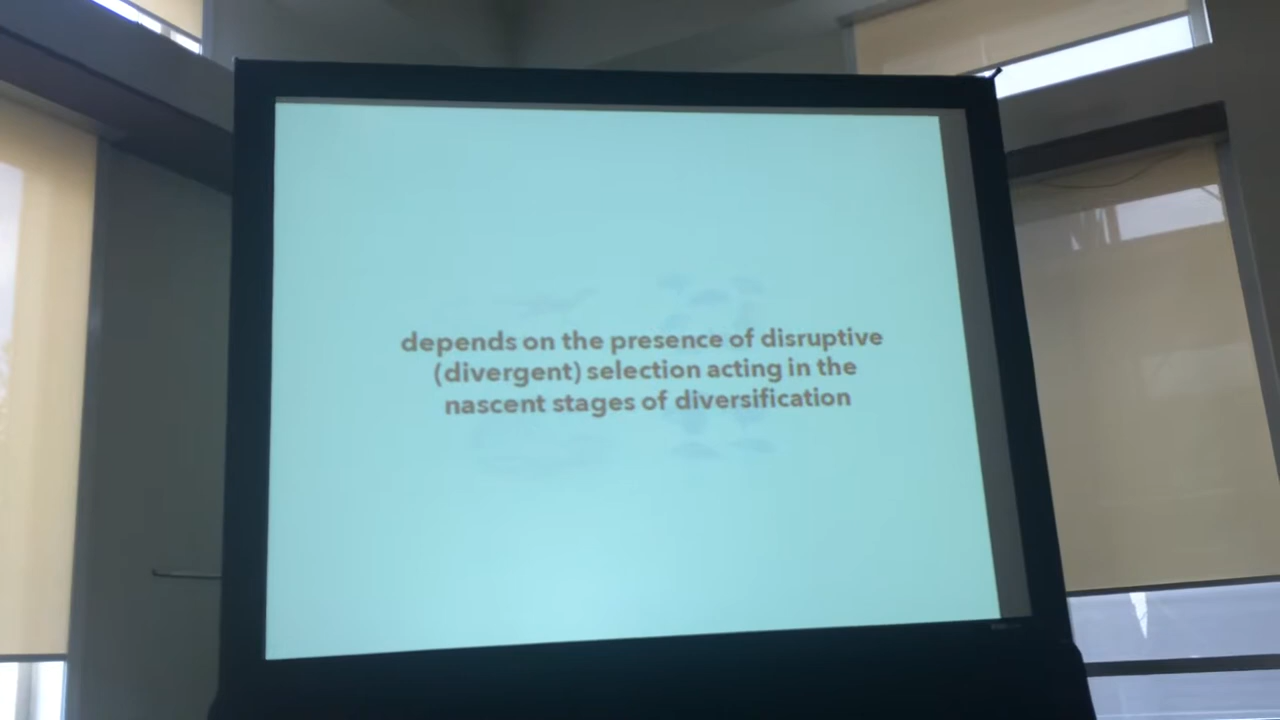 depends on the presence of disruptive
(divergent) selection acting in the
nascent stages of diversification